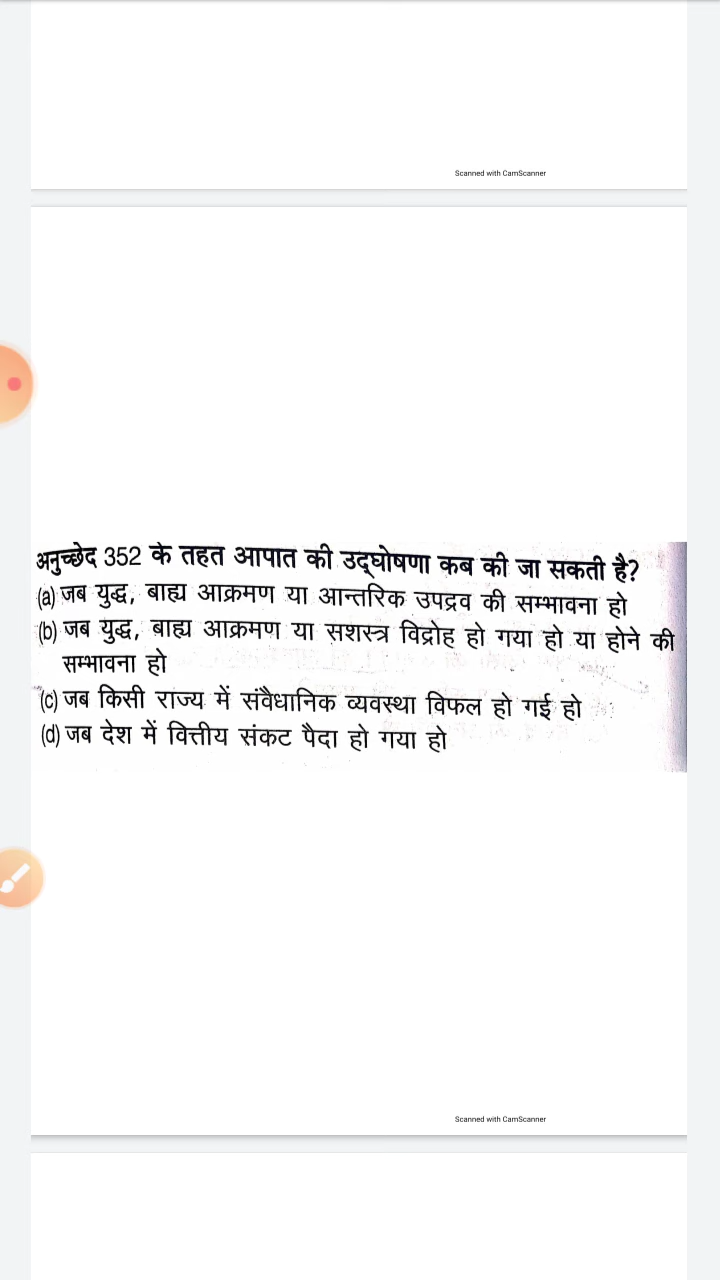 Scanned with CamScanner
अनुच्छेद 352 के तहत आपात की उद्घोषणा कब की जा सकती है?
(a) जब युद्ध, बाह्य आक्रमण या आन्तरिक उपद्रव की सम्भावना हो
(b) जब युद्ध, बाह्य आक्रमण या सशस्त्र विद्रोह हो गया हो या होने की
सम्भावना हो
(c) जब किसी राज्य में संवैधानिक व्यवस्था विफल हो गई हो
(d) जब देश में वित्तीय संकट पैदा हो गया हो
Scanned with CamScanner